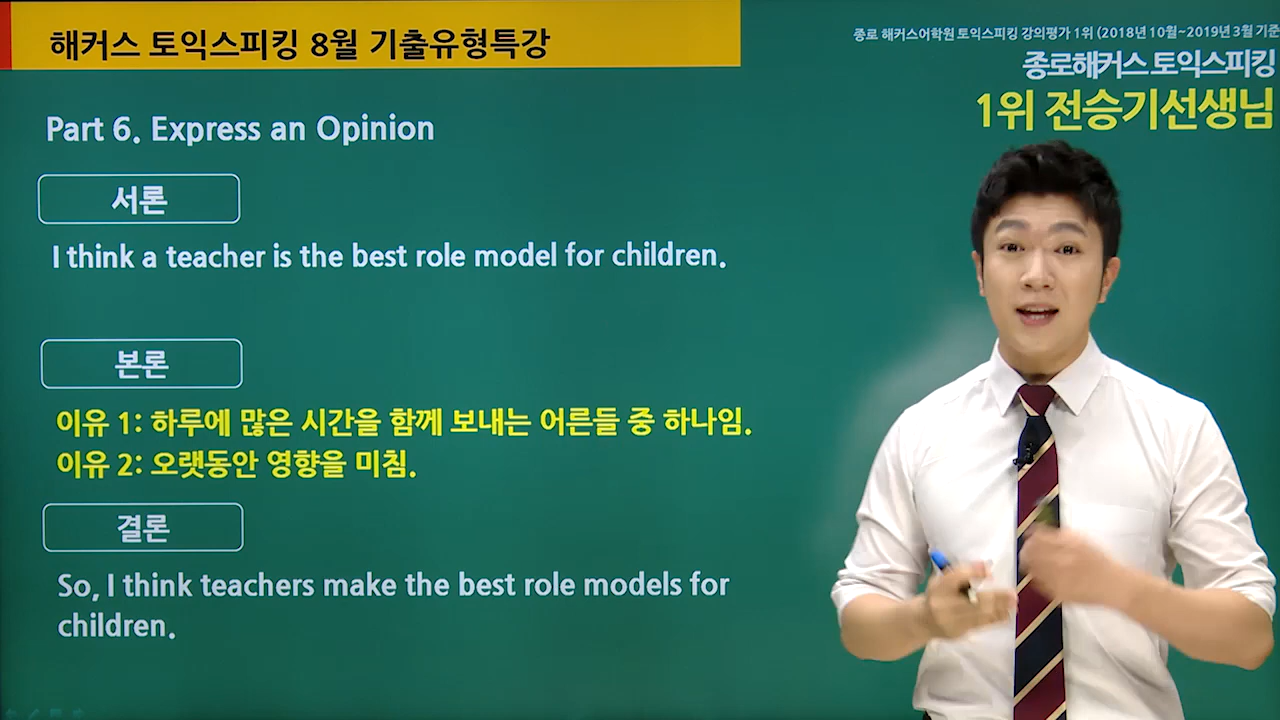 해커스 토익스피킹 8월 기출유형특강
종로 해커스어학원 토익스피킹 강의평가 1위 (2018년 10월~2019년 3월 기준
종로해커스 토익스피킹
1위 전승기선생님
Part 6. Express an Opinion
서론
I think a teacher is the best role model for children.
본론
이유 1: 하루에 많은 시간을 함께 보내는 어른들 중 하나임.
이유 2: 오랫동안 영향을 미침.
결론
So, I think teachers make the best role models for
children.